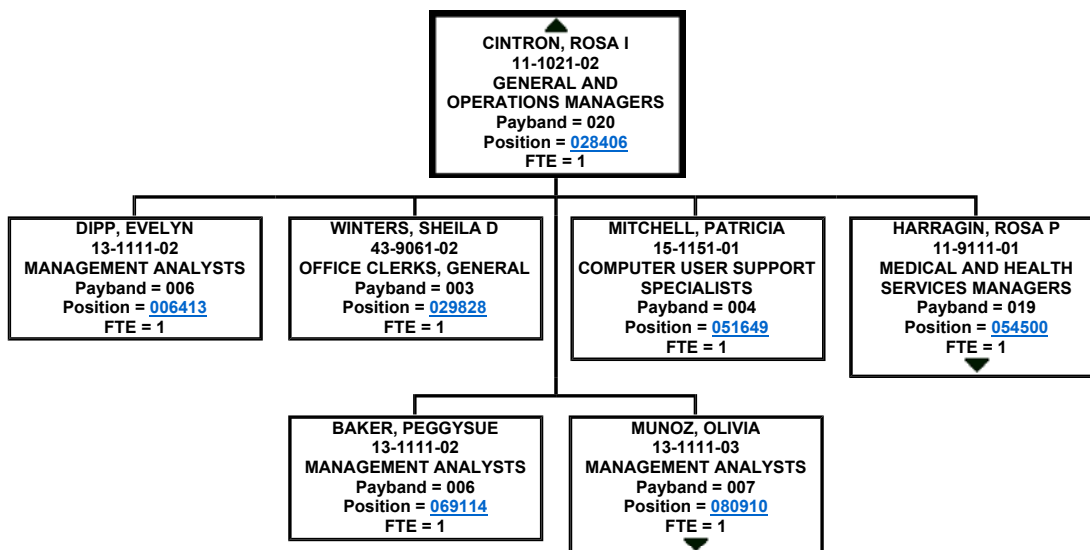 CINTRON, ROSA I
11-1021-02
GENERAL AND
OPERATIONS MANAGERS
Payband = 020
Position = 028406
FTE = 1
DIPP, EVELYN
13-1111-02
MANAGEMENT ANALYSTS
Payband = 006
Position = 006413
FTE = 1
WINTERS, SHEILA D
43-9061-02
OFFICE CLERKS, GENERAL
Payband = 003
Position = 029828
FTE = 1
MITCHELL, PATRICIA
15-1151-01
COMPUTER USER SUPPORT
SPECIALISTS
Payband = 004
Position = 051649
FTE = 1
HARRAGIN, ROSA P
11-9111-01
MEDICAL AND HEALTH
SERVICES MANAGERS
Payband = 019
Position = 054500
FTE = 1
BAKER, PEGGYSUE
13-1111-02
MANAGEMENT ANALYSTS
Payband = 006
Position = 069114
FTE = 1
MUNOZ, OLIVIA
13-1111-03
MANAGEMENT ANALYSTS
Payband = 007
Position = 080910
FTE = 1